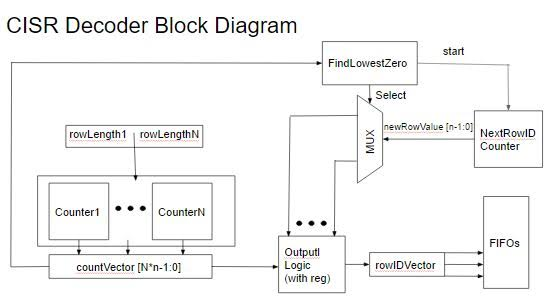 CISR Decoder Block Diagram
FindLowestZero
start
Select
rowLength1 rowLengthN
MUX
newRowValue [n-1:0]
NextRowID
Counter
Counter1
CounterN
countVector [N*n-1:0]
Outputl
Logic
(with reg)
rowIDVector
FIFOs